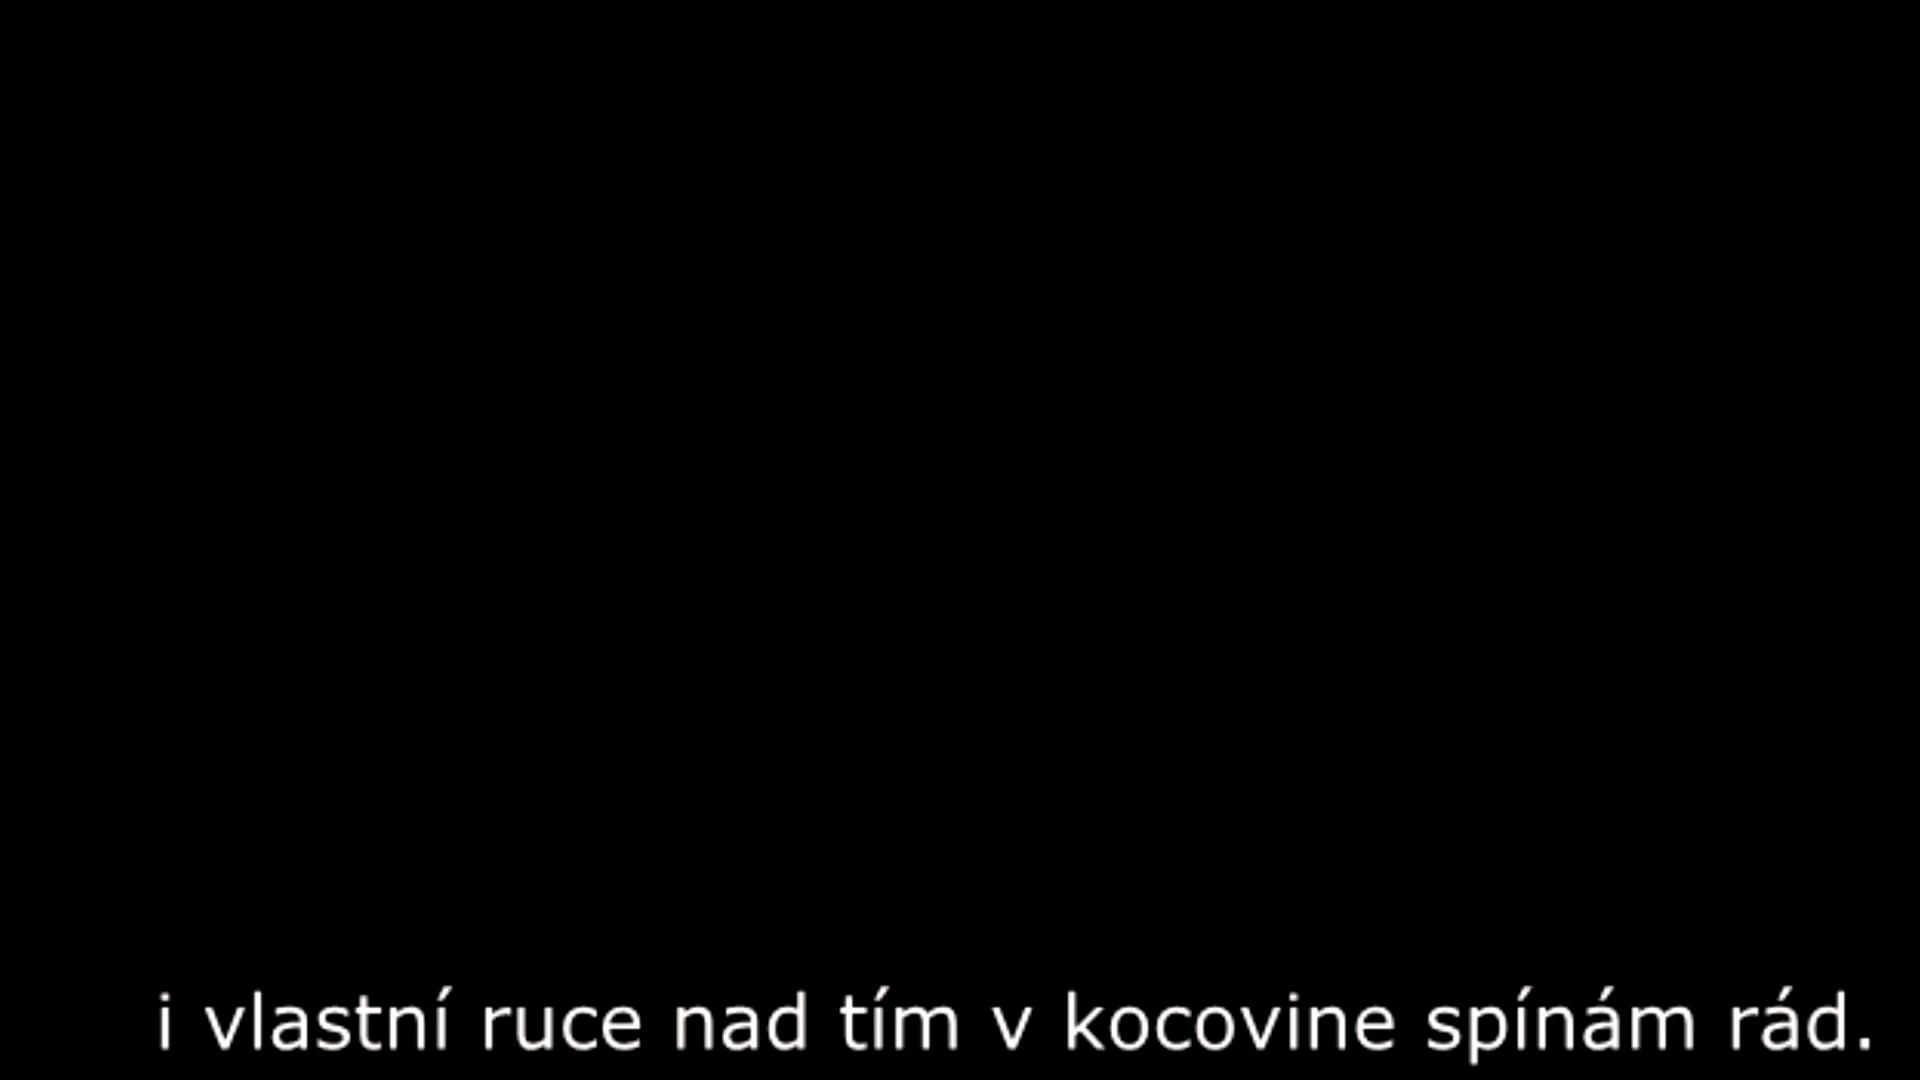 i vlastní ruce nad tím v kocovine spínám rád.